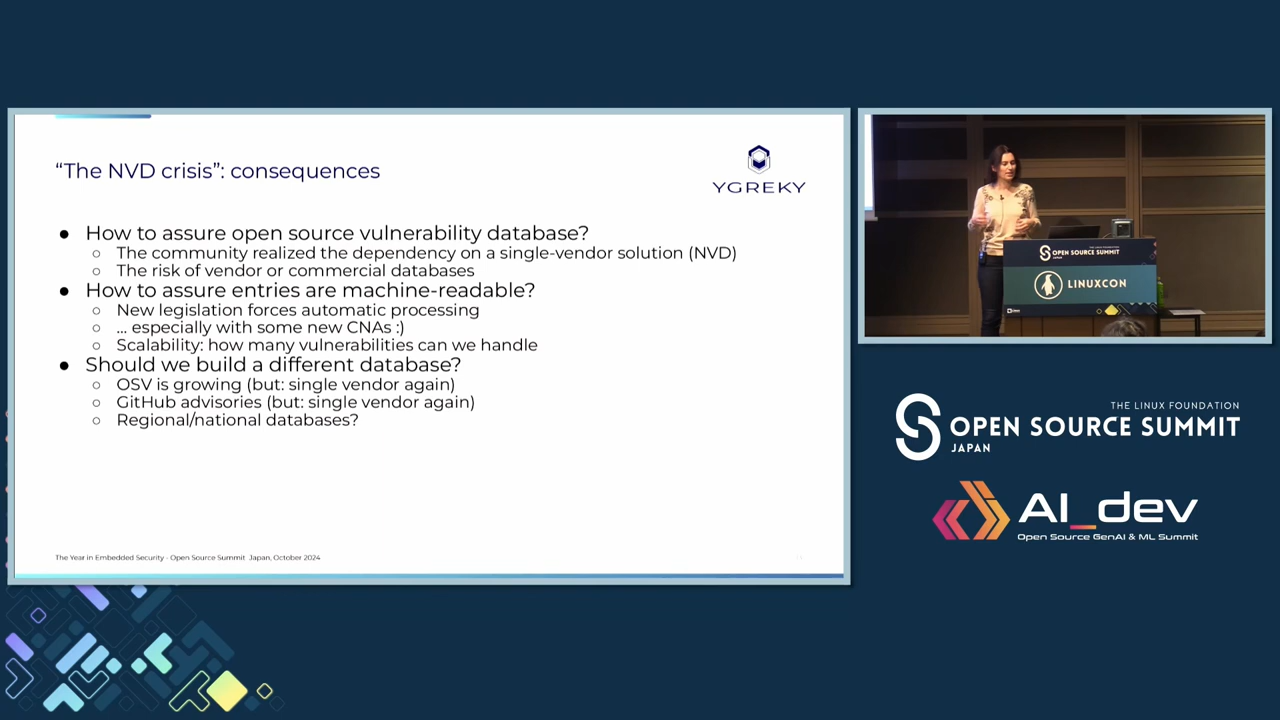 “The NVD crisis”: consequences
YGREKY
● How to assure open source vulnerability database?
○ The community realized the dependency on a single-vendor solution (NVD)
○ The risk of vendor or commercial databases
● How to assure entries are machine-readable?
○ New legislation forces automatic processing
○ ... especially with some new CNAs :)
○ Scalability: how many vulnerabilities can we handle
● Should we build a different database?
○ OSV is growing (but: single vendor again)
○ GitHub advisories (but: single vendor again)
○ Regional/national databases?
The Year in Embedded Security - Open Source Summit Japan, October 2024
OPEN SOURCE SUMMIT
JAPAN
LINUXCON
THE LINUX FOUNDATION
OPEN SOURCE SUMMIT
JAPAN
AI_dev
Open Source GenAI & ML Summit